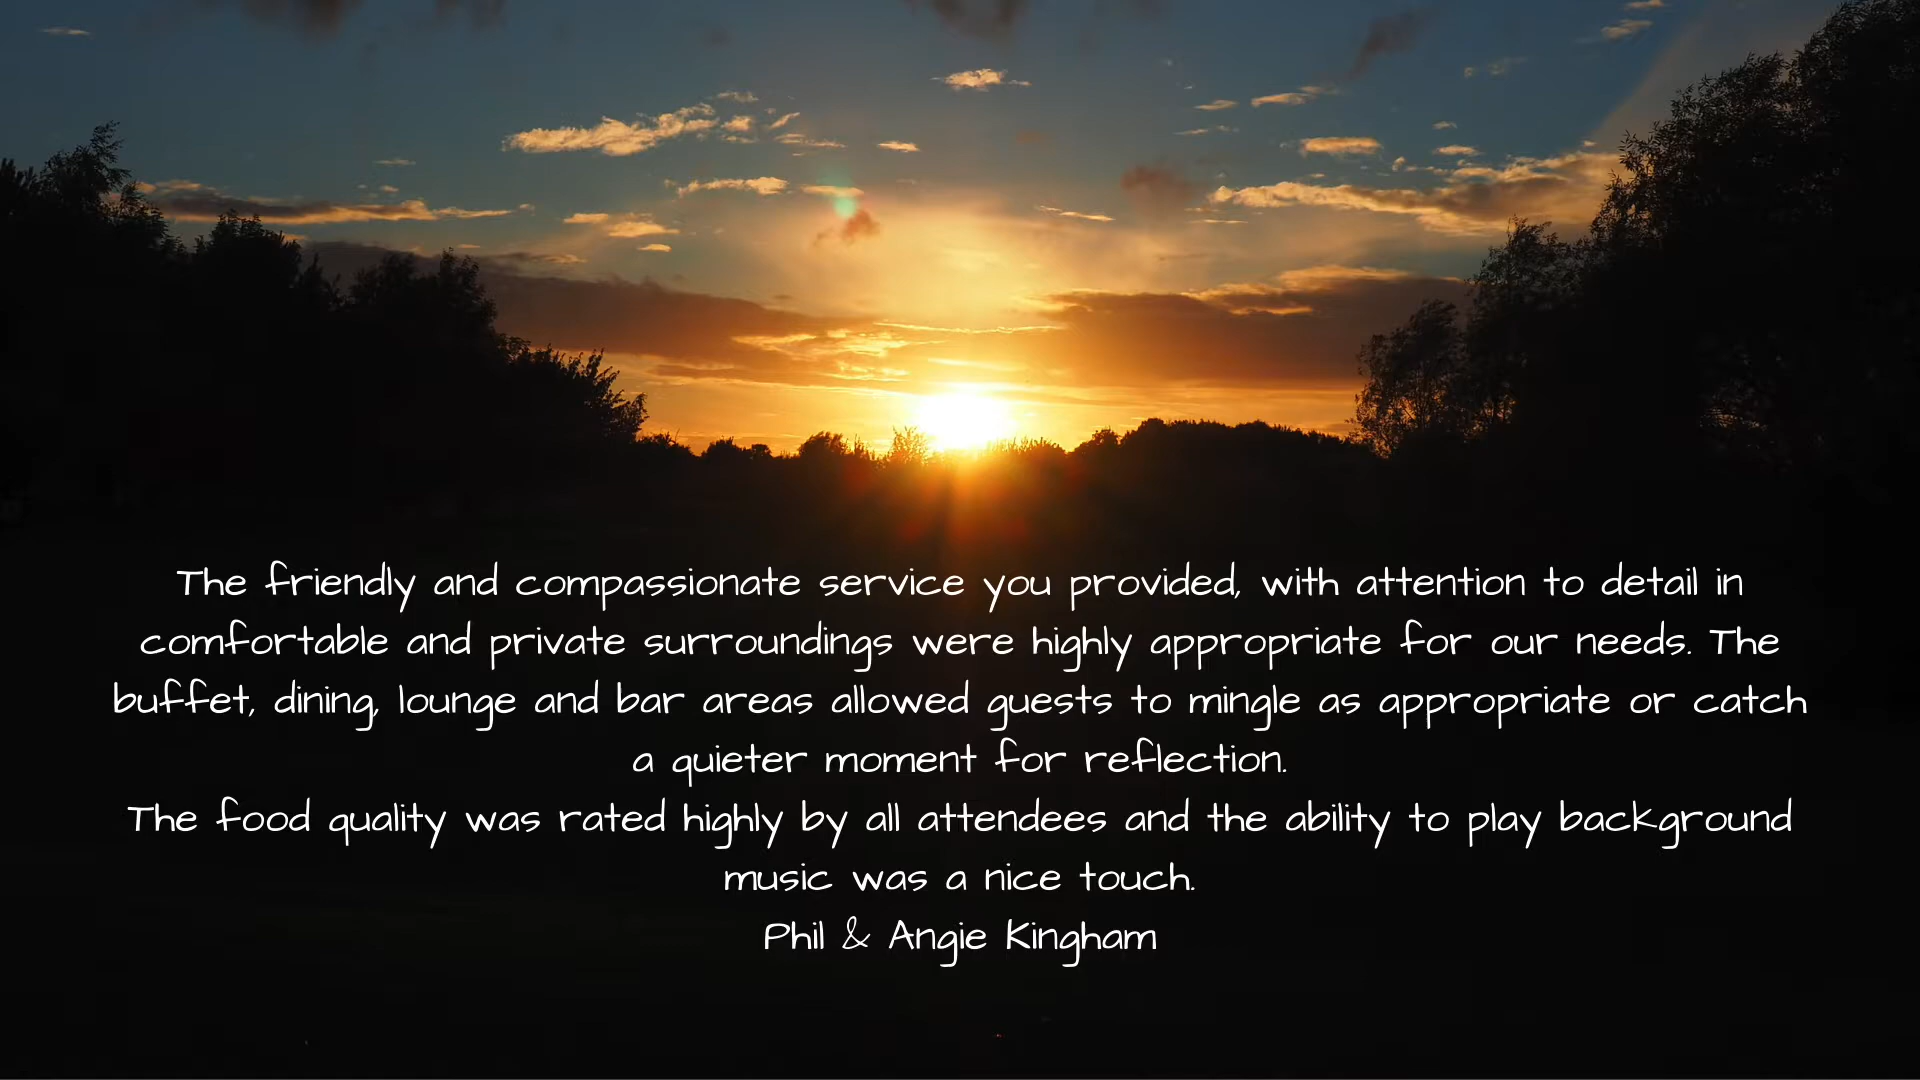 The friendly and compassionate service you provided, with attention to detail in
comfortable and private surroundings were highly appropriate for our needs. The
buffet, dining, lounge and bar areas allowed guests to mingle as appropriate or catch
a quieter moment for reflection.
The food quality was rated highly by all attendees and the ability to play background
music was a nice touch.
Phil & Angie Kingham